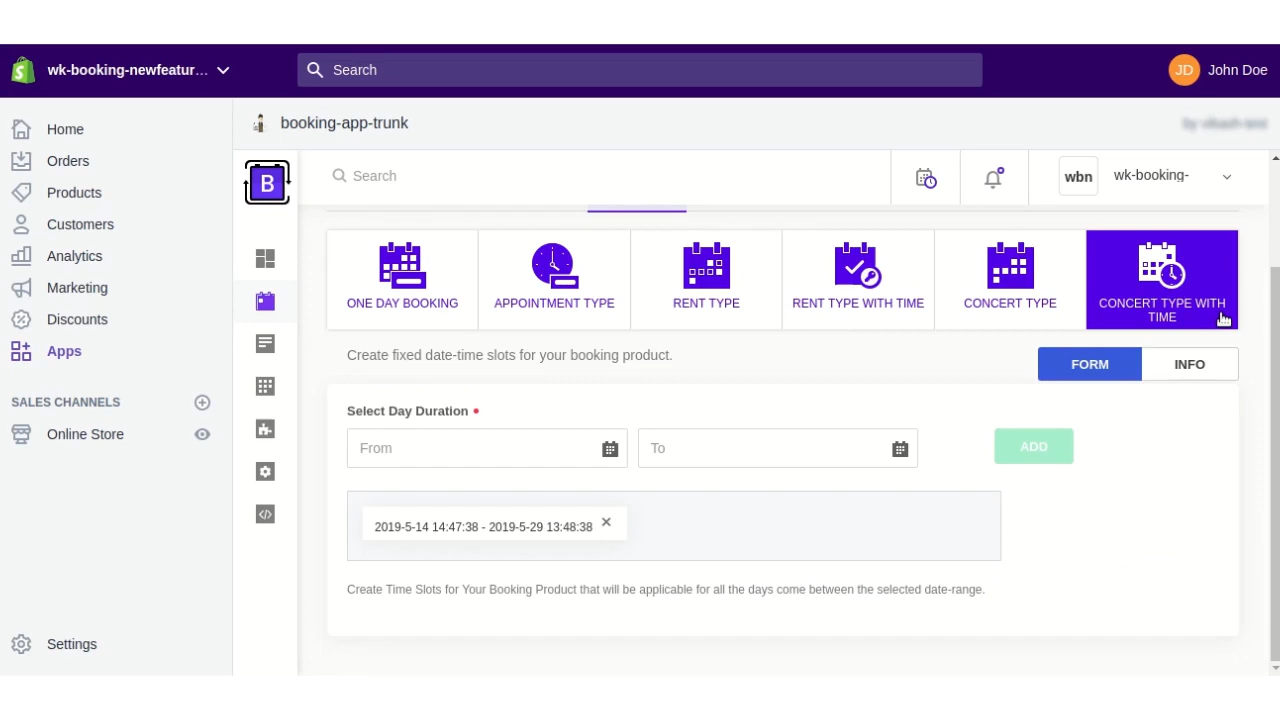 wk-booking-newfeatur...
Search
JD
John Doe
Home
Orders
Products
Customers
Analytics
Marketing
Discounts
Apps
SALES CHANNELS
Online Store
Settings
booking-app-trunk
B
Search
wbn
wk-booking-
ONE DAY BOOKING
APPOINTMENT TYPE
RENT TYPE
RENT TYPE WITH TIME
CONCERT TYPE
CONCERT TYPE WITH
TIME
Create fixed date-time slots for your booking product.
FORM
INFO
Select Day Duration
From
To
ADD
2019-5-14 14:47:38 - 2019-5-29 13:48:38
Create Time Slots for Your Booking Product that will be applicable for all the days come between the selected date-range.